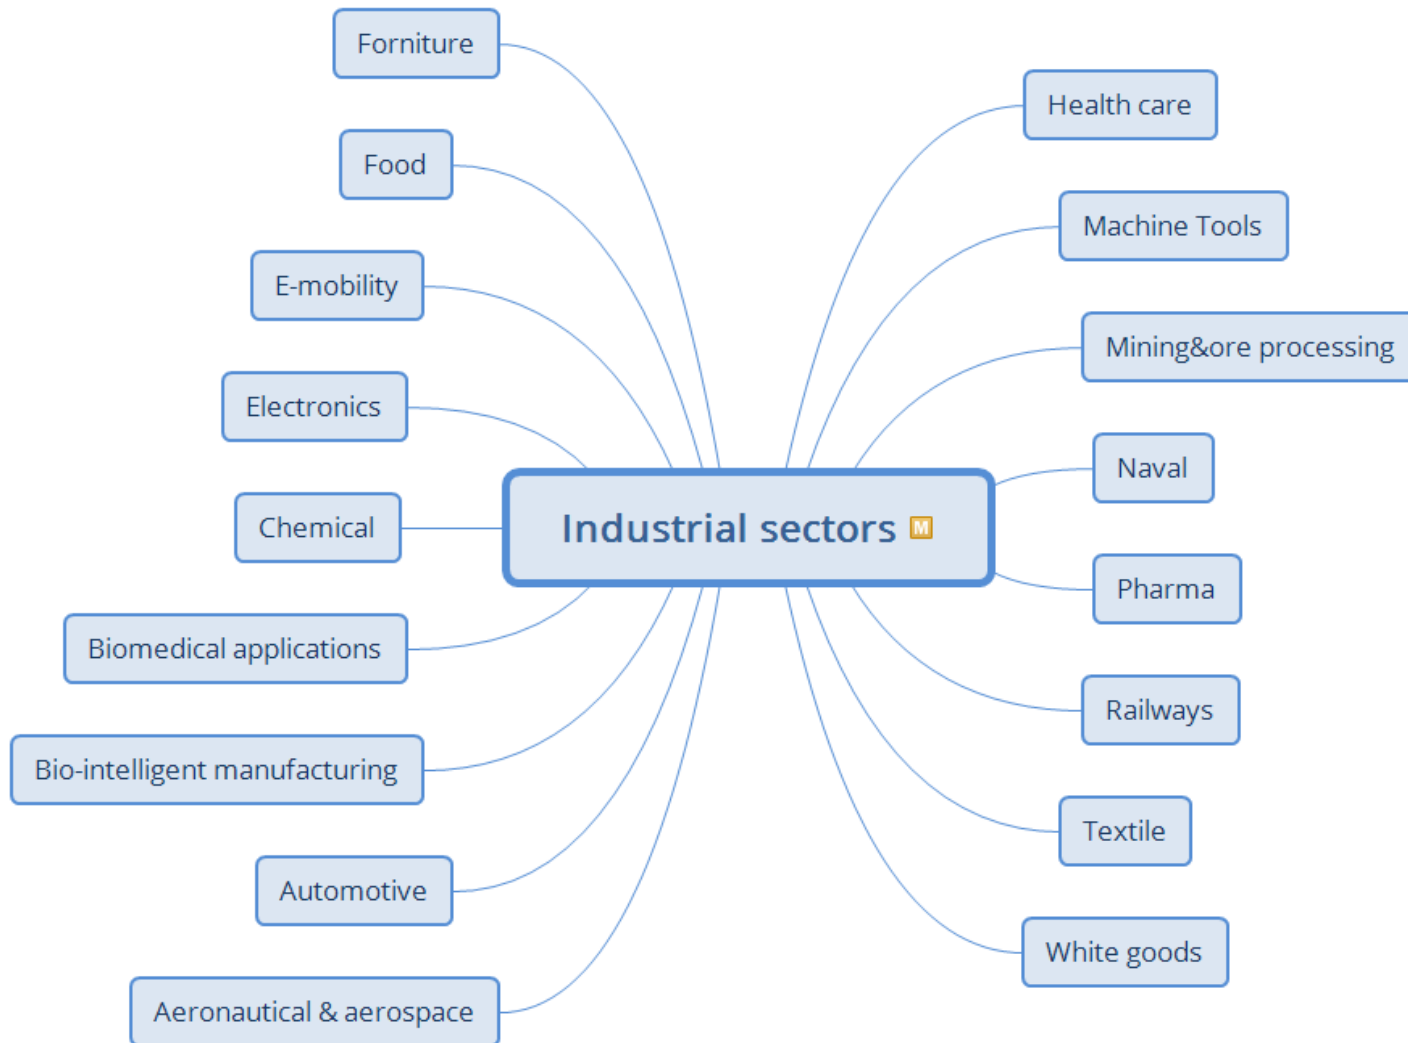 Forniture
Food
E-mobility
Electronics
Chemical
Biomedical applications
Bio-intelligent manufacturing
Automotive
Aeronautical & aerospace
Industrial sectors M
Health care
Machine Tools
Mining&ore processing
Naval
Pharma
Railways
Textile
White goods